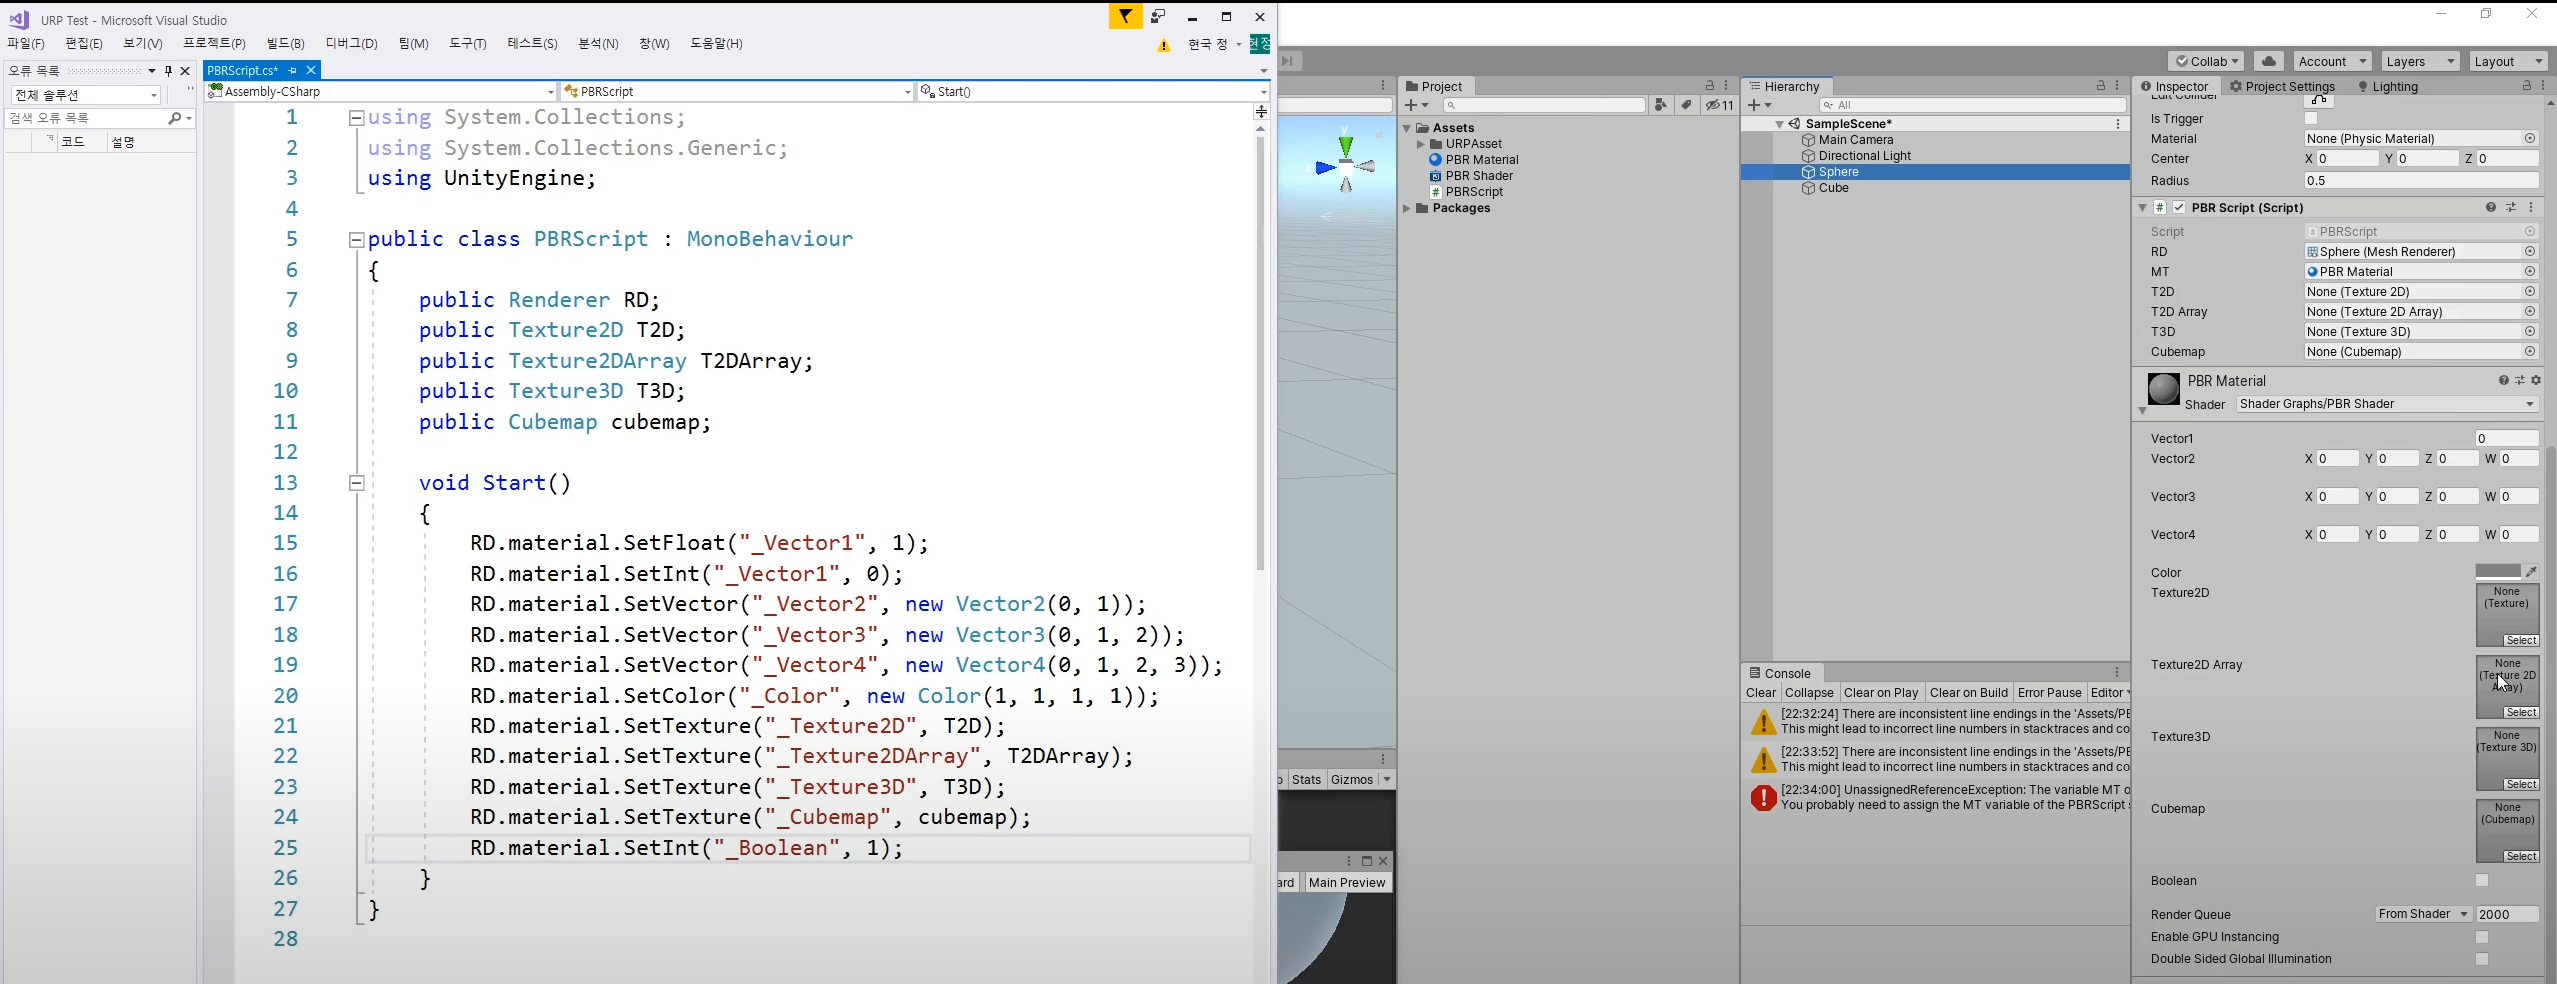 URP Test - Microsoft Visual Studio
파일(F) 편집(E) 보기(V) 프로젝트(P) 빌드(B) 디버그(D) 팀(M) 도구(T) 테스트(S) 분석(N) 창(W) 도움말(H)
현국 정 현정
오류 목록
전체 솔루션
검색 오류 목록
코드 설명
PBRScript.cs*
Assembly-CSharp PBRScript Start()
1 using System.Collections;
2 using System.Collections.Generic;
3 using UnityEngine;
4
5 public class PBRScript : MonoBehaviour
6 {
7 public Renderer RD;
8 public Texture2D T2D;
9 public Texture2DArray T2DArray;
10 public Texture3D T3D;
11 public Cubemap cubemap;
12
13 void Start()
14 {
15 RD.material.SetFloat("_Vector1", 1);
16 RD.material.SetInt("_Vector1", 0);
17 RD.material.SetVector("_Vector2", new Vector2(0, 1));
18 RD.material.SetVector("_Vector3", new Vector3(0, 1, 2));
19 RD.material.SetVector("_Vector4", new Vector4(0, 1, 2, 3));
20 RD.material.SetColor("_Color", new Color(1, 1, 1, 1));
21 RD.material.SetTexture("_Texture2D", T2D);
22 RD.material.SetTexture("_Texture2DArray", T2DArray);
23 RD.material.SetTexture("_Texture3D", T3D);
24 RD.material.SetTexture("_Cubemap", cubemap);
25 RD.material.SetInt("_Boolean", 1);
26 }
27 }
28
y
Stats Gizmos
Main Preview
Project
11
Assets
URPAsset
PBR Material
PBR Shader
# PBRScript
Packages
Hierarchy
All
SampleScene*
Main Camera
Directional Light
Sphere
Cube
Console
Clear Collapse Clear on Play Clear on Build Error Pause Editor
[22:32:24] There are inconsistent line endings in the 'Assets/PB
This might lead to incorrect line numbers in stacktraces and co
[22:33:52] There are inconsistent line endings in the 'Assets/PB
This might lead to incorrect line numbers in stacktraces and co
[22:34:00] UnassignedReferenceException: The variable MT o
You probably need to assign the MT variable of the PBRScript
Collab Account Layers Layout
Inspector Project Settings Lighting
Edit Collider
Is Trigger
Material None (Physic Material)
Center X 0 Y 0 Z 0
Radius 0.5
# PBR Script (Script)
Script # PBRScript
RD Sphere (Mesh Renderer)
MT PBR Material
T2D None (Texture 2D)
T2D Array None (Texture 2D Array)
T3D None (Texture 3D)
Cubemap None (Cubemap)
PBR Material
Shader Shader Graphs/PBR Shader
Vector1 0
Vector2 X 0 Y 0 Z 0 W 0
Vector3 X 0 Y 0 Z 0 W 0
Vector4 X 0 Y 0 Z 0 W 0
Color
Texture2D None (Texture) Select
Texture2D Array None (Texture 2D Array) Select
Texture3D None (Texture 3D) Select
Cubemap None (Cubemap) Select
Boolean
Render Queue From Shader 2000
Enable GPU Instancing
Double Sided Global Illumination